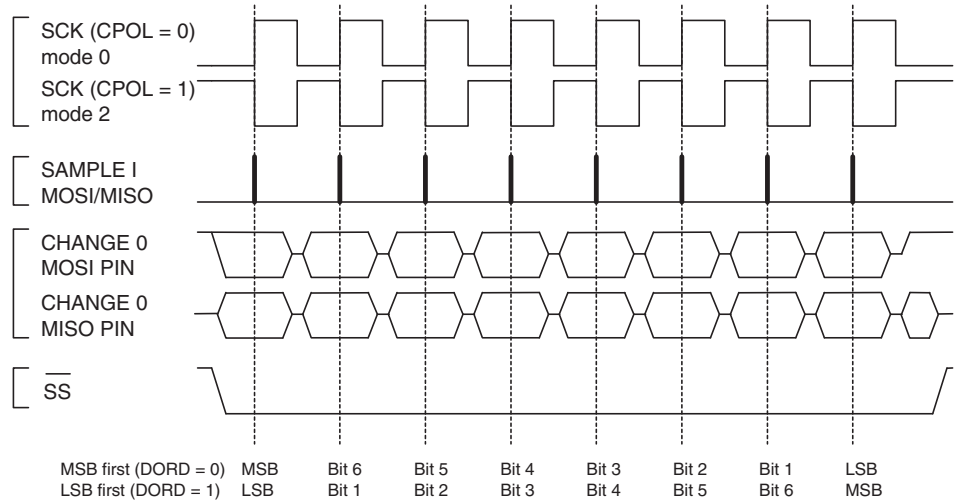 SCK (CPOL = 0)
mode 0
SCK (CPOL = 1)
mode 2
SAMPLE I
MOSI/MISO
CHANGE 0
MOSI PIN
CHANGE 0
MISO PIN
SS
MSB first (DORD = 0) MSB Bit 6 Bit 5 Bit 4 Bit 3 Bit 2 Bit 1 LSB
LSB first (DORD = 1) LSB Bit 1 Bit 2 Bit 3 Bit 4 Bit 5 Bit 6 MSB